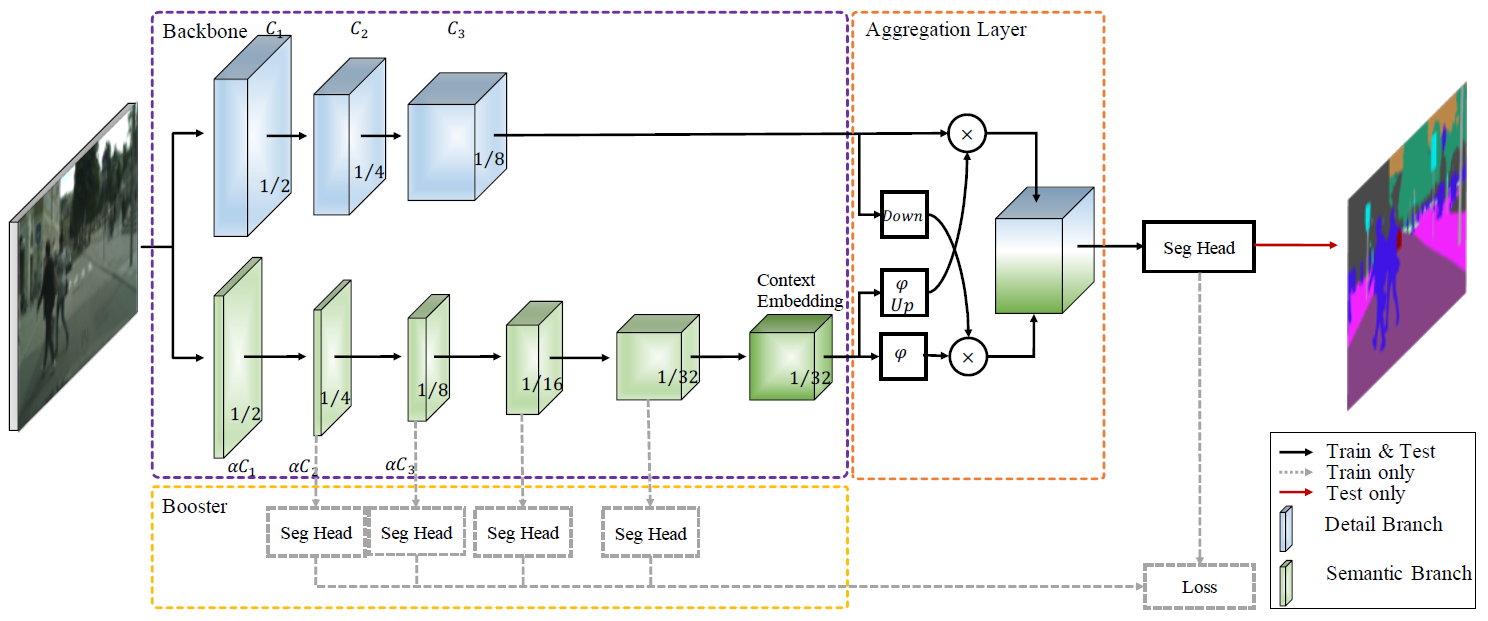 Backbone
C₁
C₂
C₃
Aggregation Layer
1/2
1/4
1/8
×
Down
φ
Up
Seg Head
Context
Embedding
φ
×
1/2
1/4
1/8
1/16
1/32
1/32
αC₁
αC₂
αC₃
Booster
Seg Head
Seg Head
Seg Head
Seg Head
Loss
Train & Test
Train only
Test only
Detail Branch
Semantic Branch